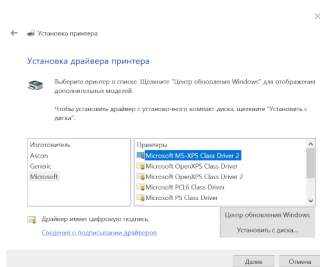 Установка принтера
Установка драйвера принтера
Выберите принтер в списке. Щелкните "Центр обновления Windows" для отображения
дополнительных моделей.
Чтобы установить драйвер с установочного компакт диска, щелкните "Установить с
диска".
Изготовитель
Ascon
Generic
Microsoft
Принтеры
Microsoft MS-XPS Class Driver 2
Microsoft OpenXPS Class Driver
Microsoft OpenXPS Class Driver 2
Microsoft PCL6 Class Driver
Microsoft PS Class Driver
Драйвер имеет цифровую подпись.
Сведения о подписывании драйверов
Центр обновления Windows
Установить с диска...
Далее
Отмена